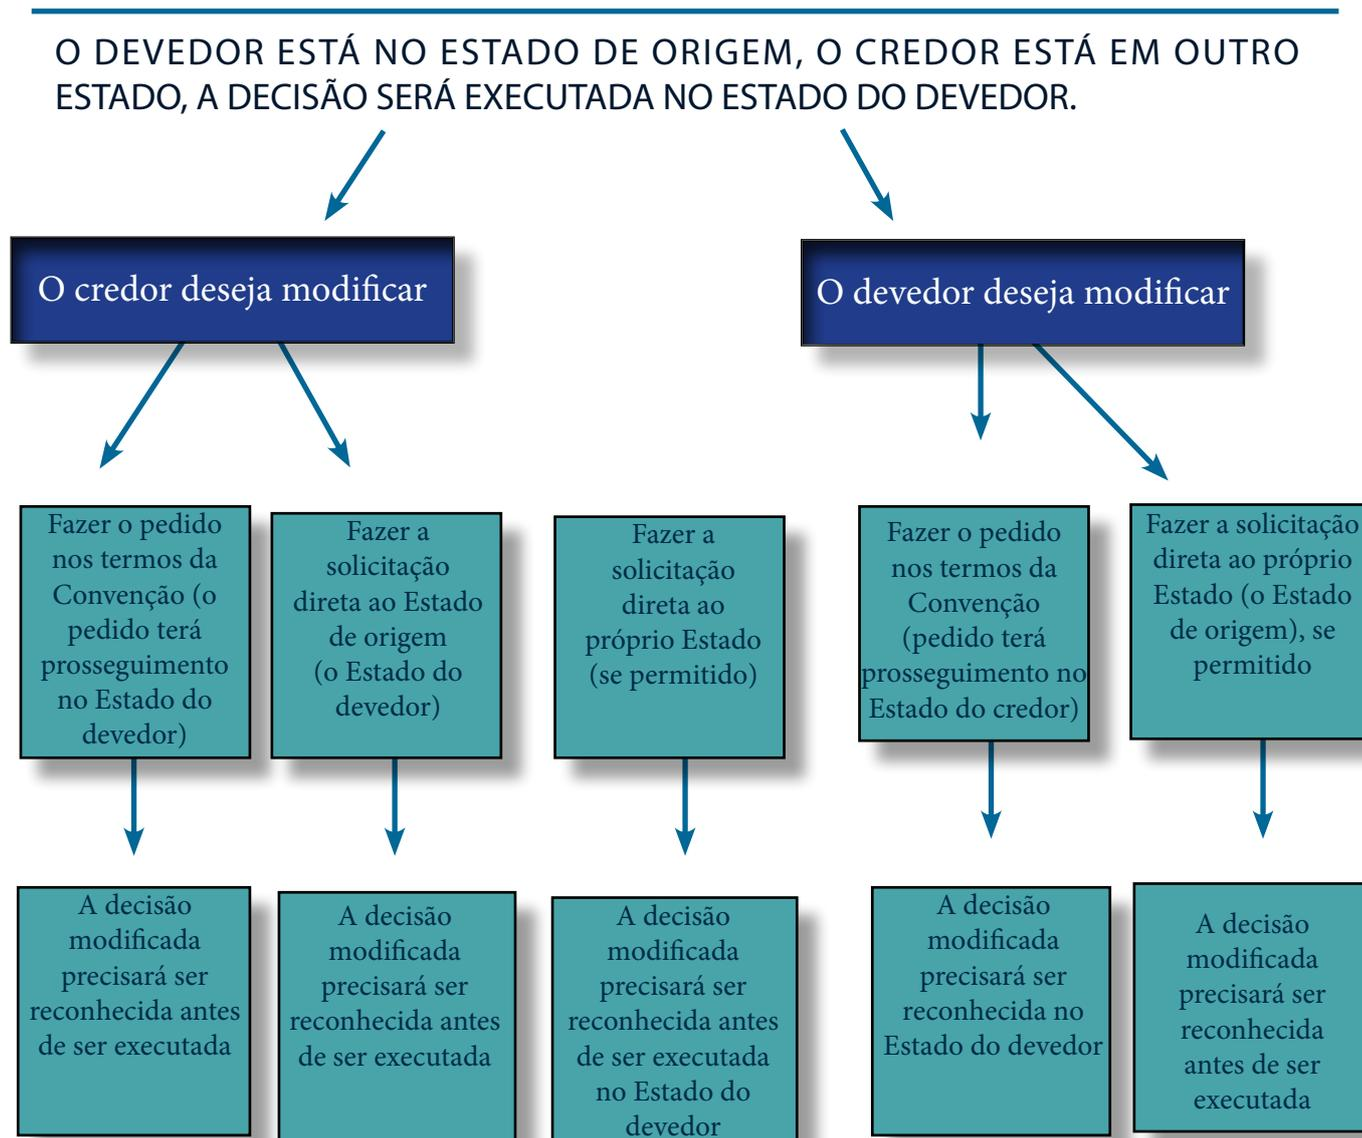 O DEVEDOR ESTÁ NO ESTADO DE ORIGEM, O CREDOR ESTÁ EM OUTRO
ESTADO, A DECISÃO SERÁ EXECUTADA NO ESTADO DO DEVEDOR.
O credor deseja modificar
O devedor deseja modificar
Fazer o pedido
nos termos da
Convenção (o
pedido terá
prosseguimento
no Estado do
devedor)
Fazer a
solicitação
direta ao Estado
de origem
(o Estado do
devedor)
Fazer a
solicitação
direta ao
próprio Estado
(se permitido)
Fazer o pedido
nos termos da
Convenção
(pedido terá
prosseguimento no
Estado do credor)
Fazer a solicitação
direta ao próprio
Estado (o Estado
de origem), se
permitido
A decisão
modificada
precisará ser
reconhecida antes
de ser executada
A decisão
modificada
precisará ser
reconhecida antes
de ser executada
A decisão
modificada
precisará ser
reconhecida antes
de ser executada
no Estado do
devedor
A decisão
modificada
precisará ser
reconhecida no
Estado do devedor
A decisão
modificada
precisará ser
reconhecida
antes de ser
executada